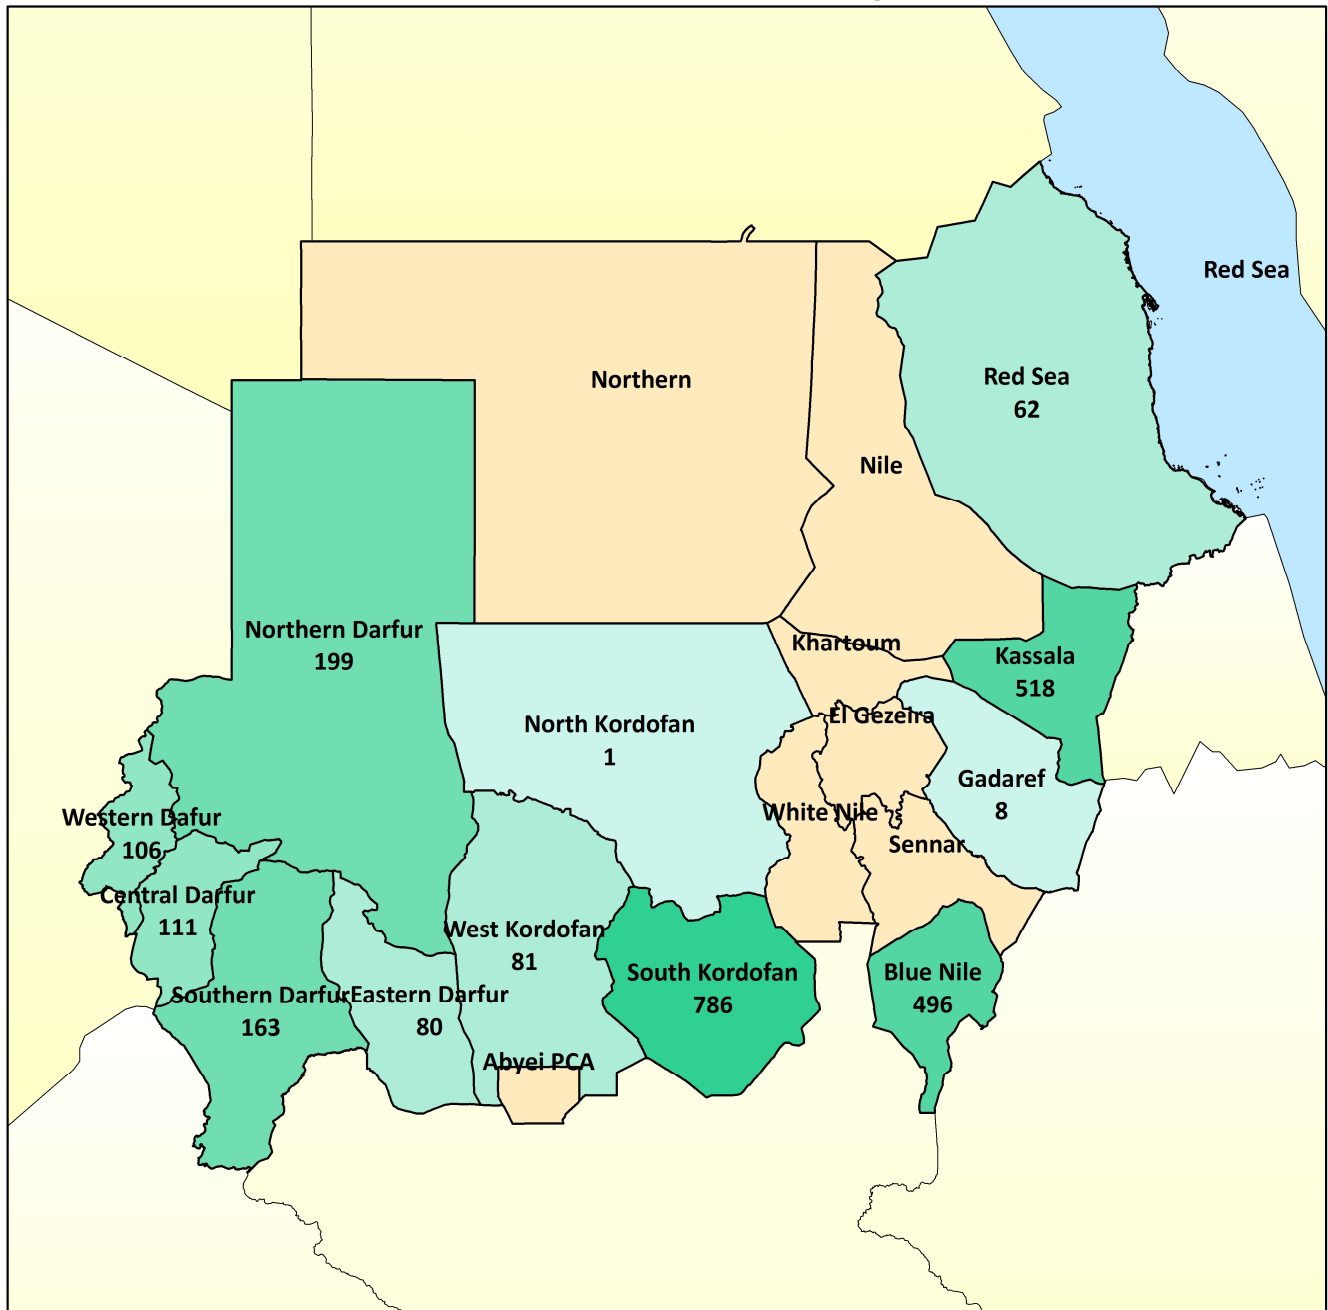 Red Sea
Northern
Red Sea
62
Nile
Northern Darfur
199
Khartoum
Kassala
518
North Kordofan
1
El Gezeira
Gadaref
8
Western Dafur
106
White Nile
Sennar
Central Darfur
111
West Kordofan
81
South Kordofan
786
Blue Nile
496
Southern Darfur
163
Eastern Darfur
80
Abyei PCA